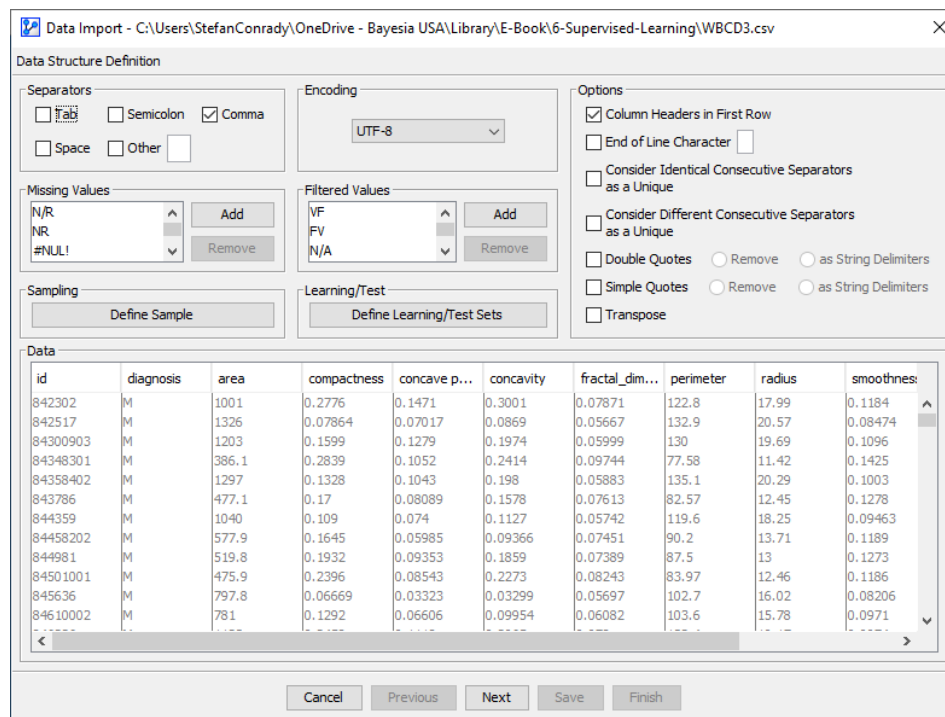 Data Import - C:\Users\StefanConrady\OneDrive - Bayesia USA\Library\E-Book\6-Supervised-Learning\WBCD3.csv
Data Structure Definition
Separators
Tab Semicolon Comma
Space Other
Encoding
UTF-8
Options
Column Headers in First Row
End of Line Character
Consider Identical Consecutive Separators
as a Unique
Consider Different Consecutive Separators
as a Unique
Double Quotes Remove as String Delimiters
Simple Quotes Remove as String Delimiters
Transpose
Missing Values
N/R
NR
#NUL!
Add
Remove
Filtered Values
VF
FV
N/A
Add
Remove
Sampling
Define Sample
Learning/Test
Define Learning/Test Sets
Data
id diagnosis area compactness concave p... concavity fractal_dim... perimeter radius smoothness
842302 M 1001 0.2776 0.1471 0.3001 0.07871 122.8 17.99 0.1184
842517 M 1326 0.07864 0.07017 0.0869 0.05667 132.9 20.57 0.08474
84300903 M 1203 0.1599 0.1279 0.1974 0.05999 130 19.69 0.1096
84348301 M 386.1 0.2839 0.1052 0.2414 0.09744 77.58 11.42 0.1425
84358402 M 1297 0.1328 0.1043 0.198 0.05883 135.1 20.29 0.1003
843786 M 477.1 0.17 0.08089 0.1578 0.07613 82.57 12.45 0.1278
844359 M 1040 0.109 0.074 0.1127 0.05742 119.6 18.25 0.09463
84458202 M 577.9 0.1645 0.05985 0.09366 0.07451 90.2 13.71 0.1189
844981 M 519.8 0.1932 0.09353 0.1859 0.07389 87.5 13 0.1273
84501001 M 475.9 0.2396 0.08543 0.2273 0.08243 83.97 12.46 0.1186
845636 M 797.8 0.06669 0.03323 0.03299 0.05697 102.7 16.02 0.08206
84610002 M 781 0.1292 0.06606 0.09954 0.06082 103.6 15.78 0.0971
Cancel Previous Next Save Finish